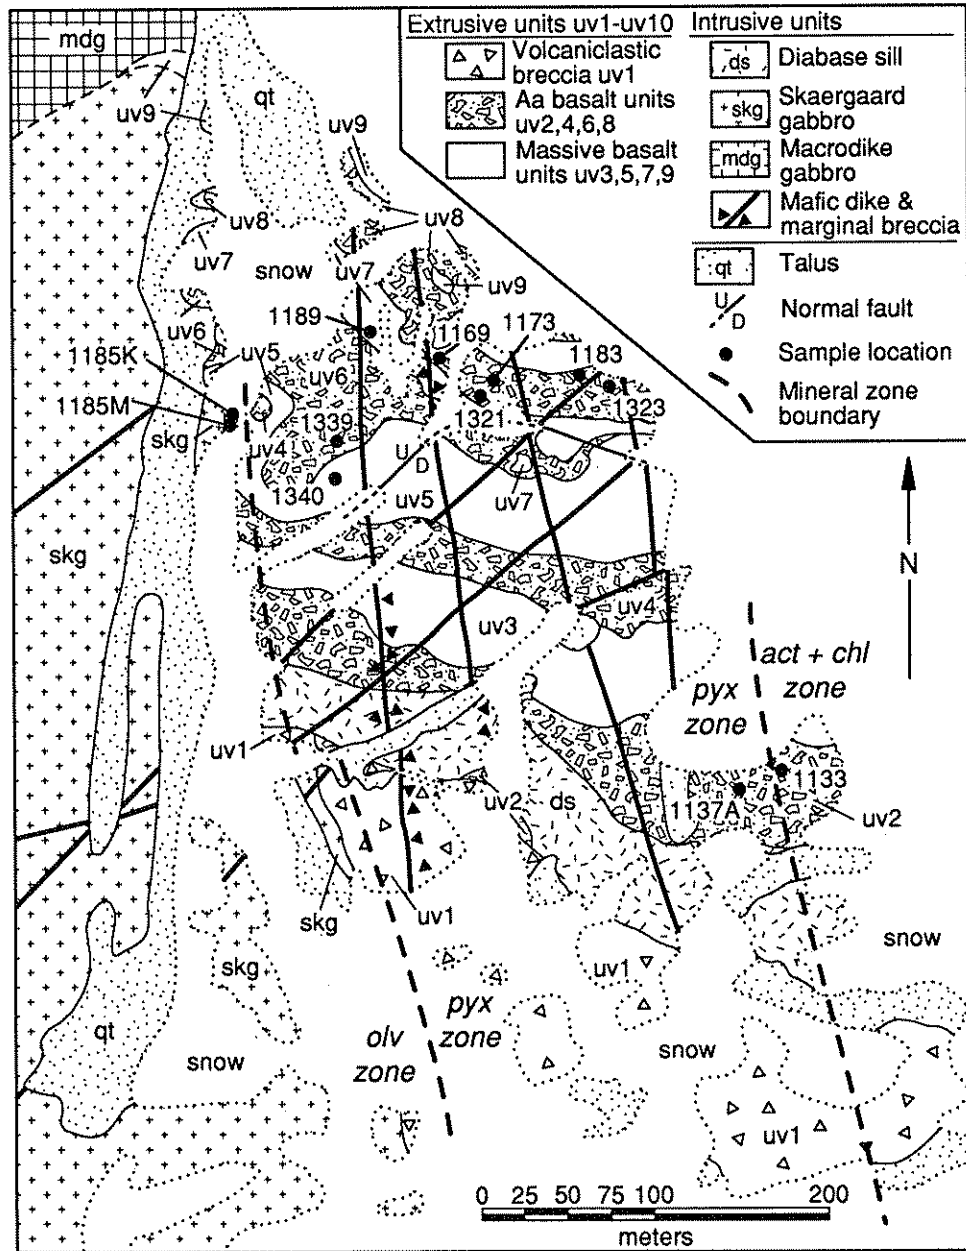 Extrusive units uv1-uv10
Volcaniclastic
breccia uv1
Aa basalt units
uv2,4,6,8
Massive basalt
units uv3,5,7,9
Intrusive units
ds
Diabase sill
skg
Skaergaard
gabbro
mdg
Macrodike
gabbro
Mafic dike &
marginal breccia
qt
Talus
U
D
Normal fault
Sample location
Mineral zone
boundary
mdg
qt
uv9
uv9
uv8
uv8
uv7
snow
uv7
uv9
1189
1169
1173
uv6
1185K
uv5
uv6
1183
1185M
1339
1321
1323
skg
uv4
U
D
1340
uv5
uv7
N
skg
uv3
uv4
act + chl
zone
pyx
zone
uv1
uv2
ds
1137A
1133
uv2
skg
uv1
snow
skg
uv1
qt
pyx
zone
olv
zone
snow
snow
uv1
0 25 50 75 100 200
meters